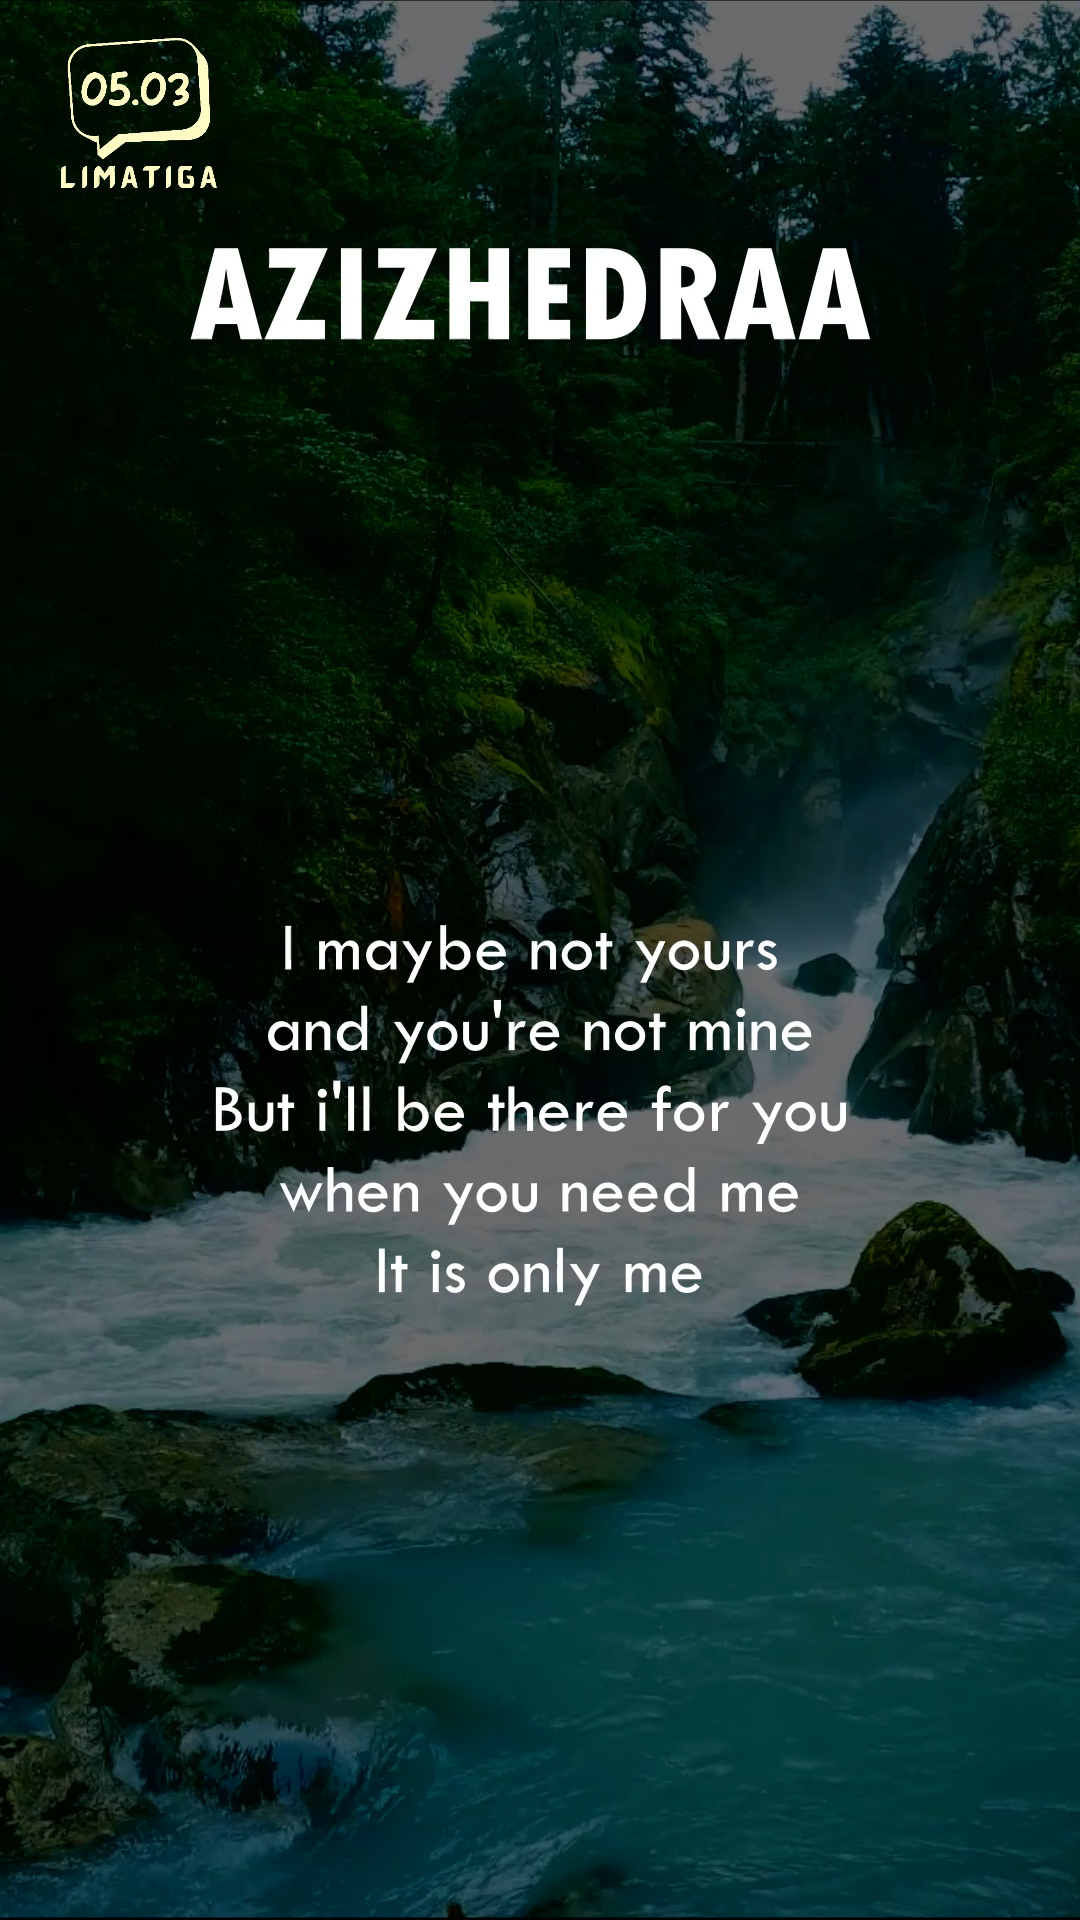 05.03
LIMATIGA
AZIZHEDRAA
I maybe not yours
and you're not mine
But i'll be there for you
when you need me
It is only me